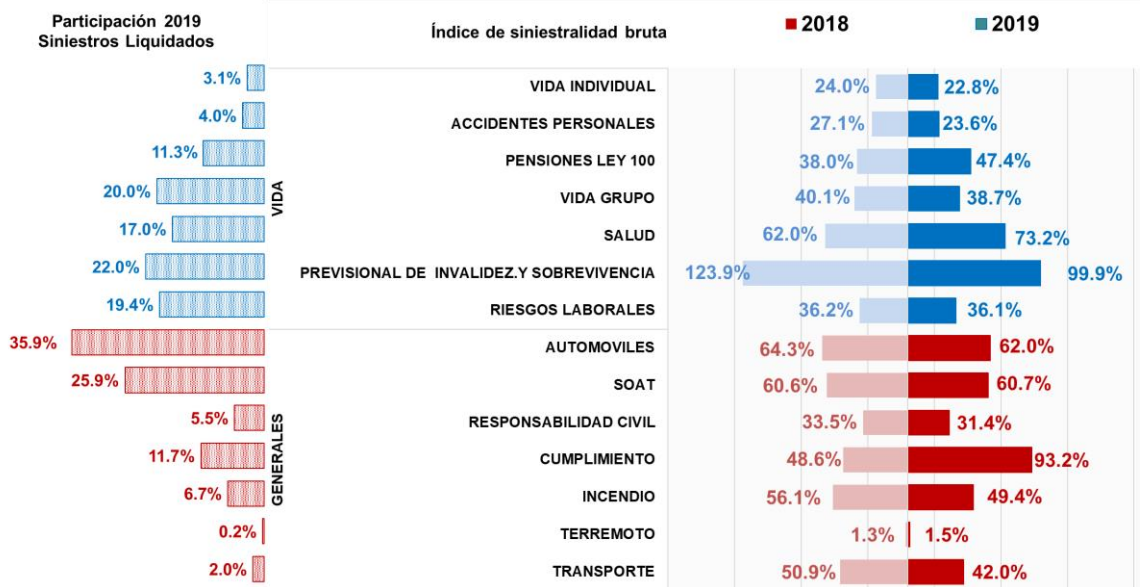 Participación 2019
Siniestros Liquidados
Índice de siniestralidad bruta
2018
2019
3.1%
VIDA INDIVIDUAL
24.0%
22.8%
4.0%
ACCIDENTES PERSONALES
27.1%
23.6%
11.3%
PENSIONES LEY 100
38.0%
47.4%
20.0%
VIDA GRUPO
40.1%
38.7%
VIDA
17.0%
SALUD
62.0%
73.2%
22.0%
PREVISIONAL DE INVALIDEZ.Y SOBREVIVENCIA
123.9%
99.9%
19.4%
RIESGOS LABORALES
36.2%
36.1%
35.9%
AUTOMOVILES
64.3%
62.0%
25.9%
SOAT
60.6%
60.7%
5.5%
RESPONSABILIDAD CIVIL
33.5%
31.4%
GENERALES
11.7%
CUMPLIMIENTO
48.6%
93.2%
6.7%
INCENDIO
56.1%
49.4%
0.2%
TERREMOTO
1.3%
1.5%
2.0%
TRANSPORTE
50.9%
42.0%